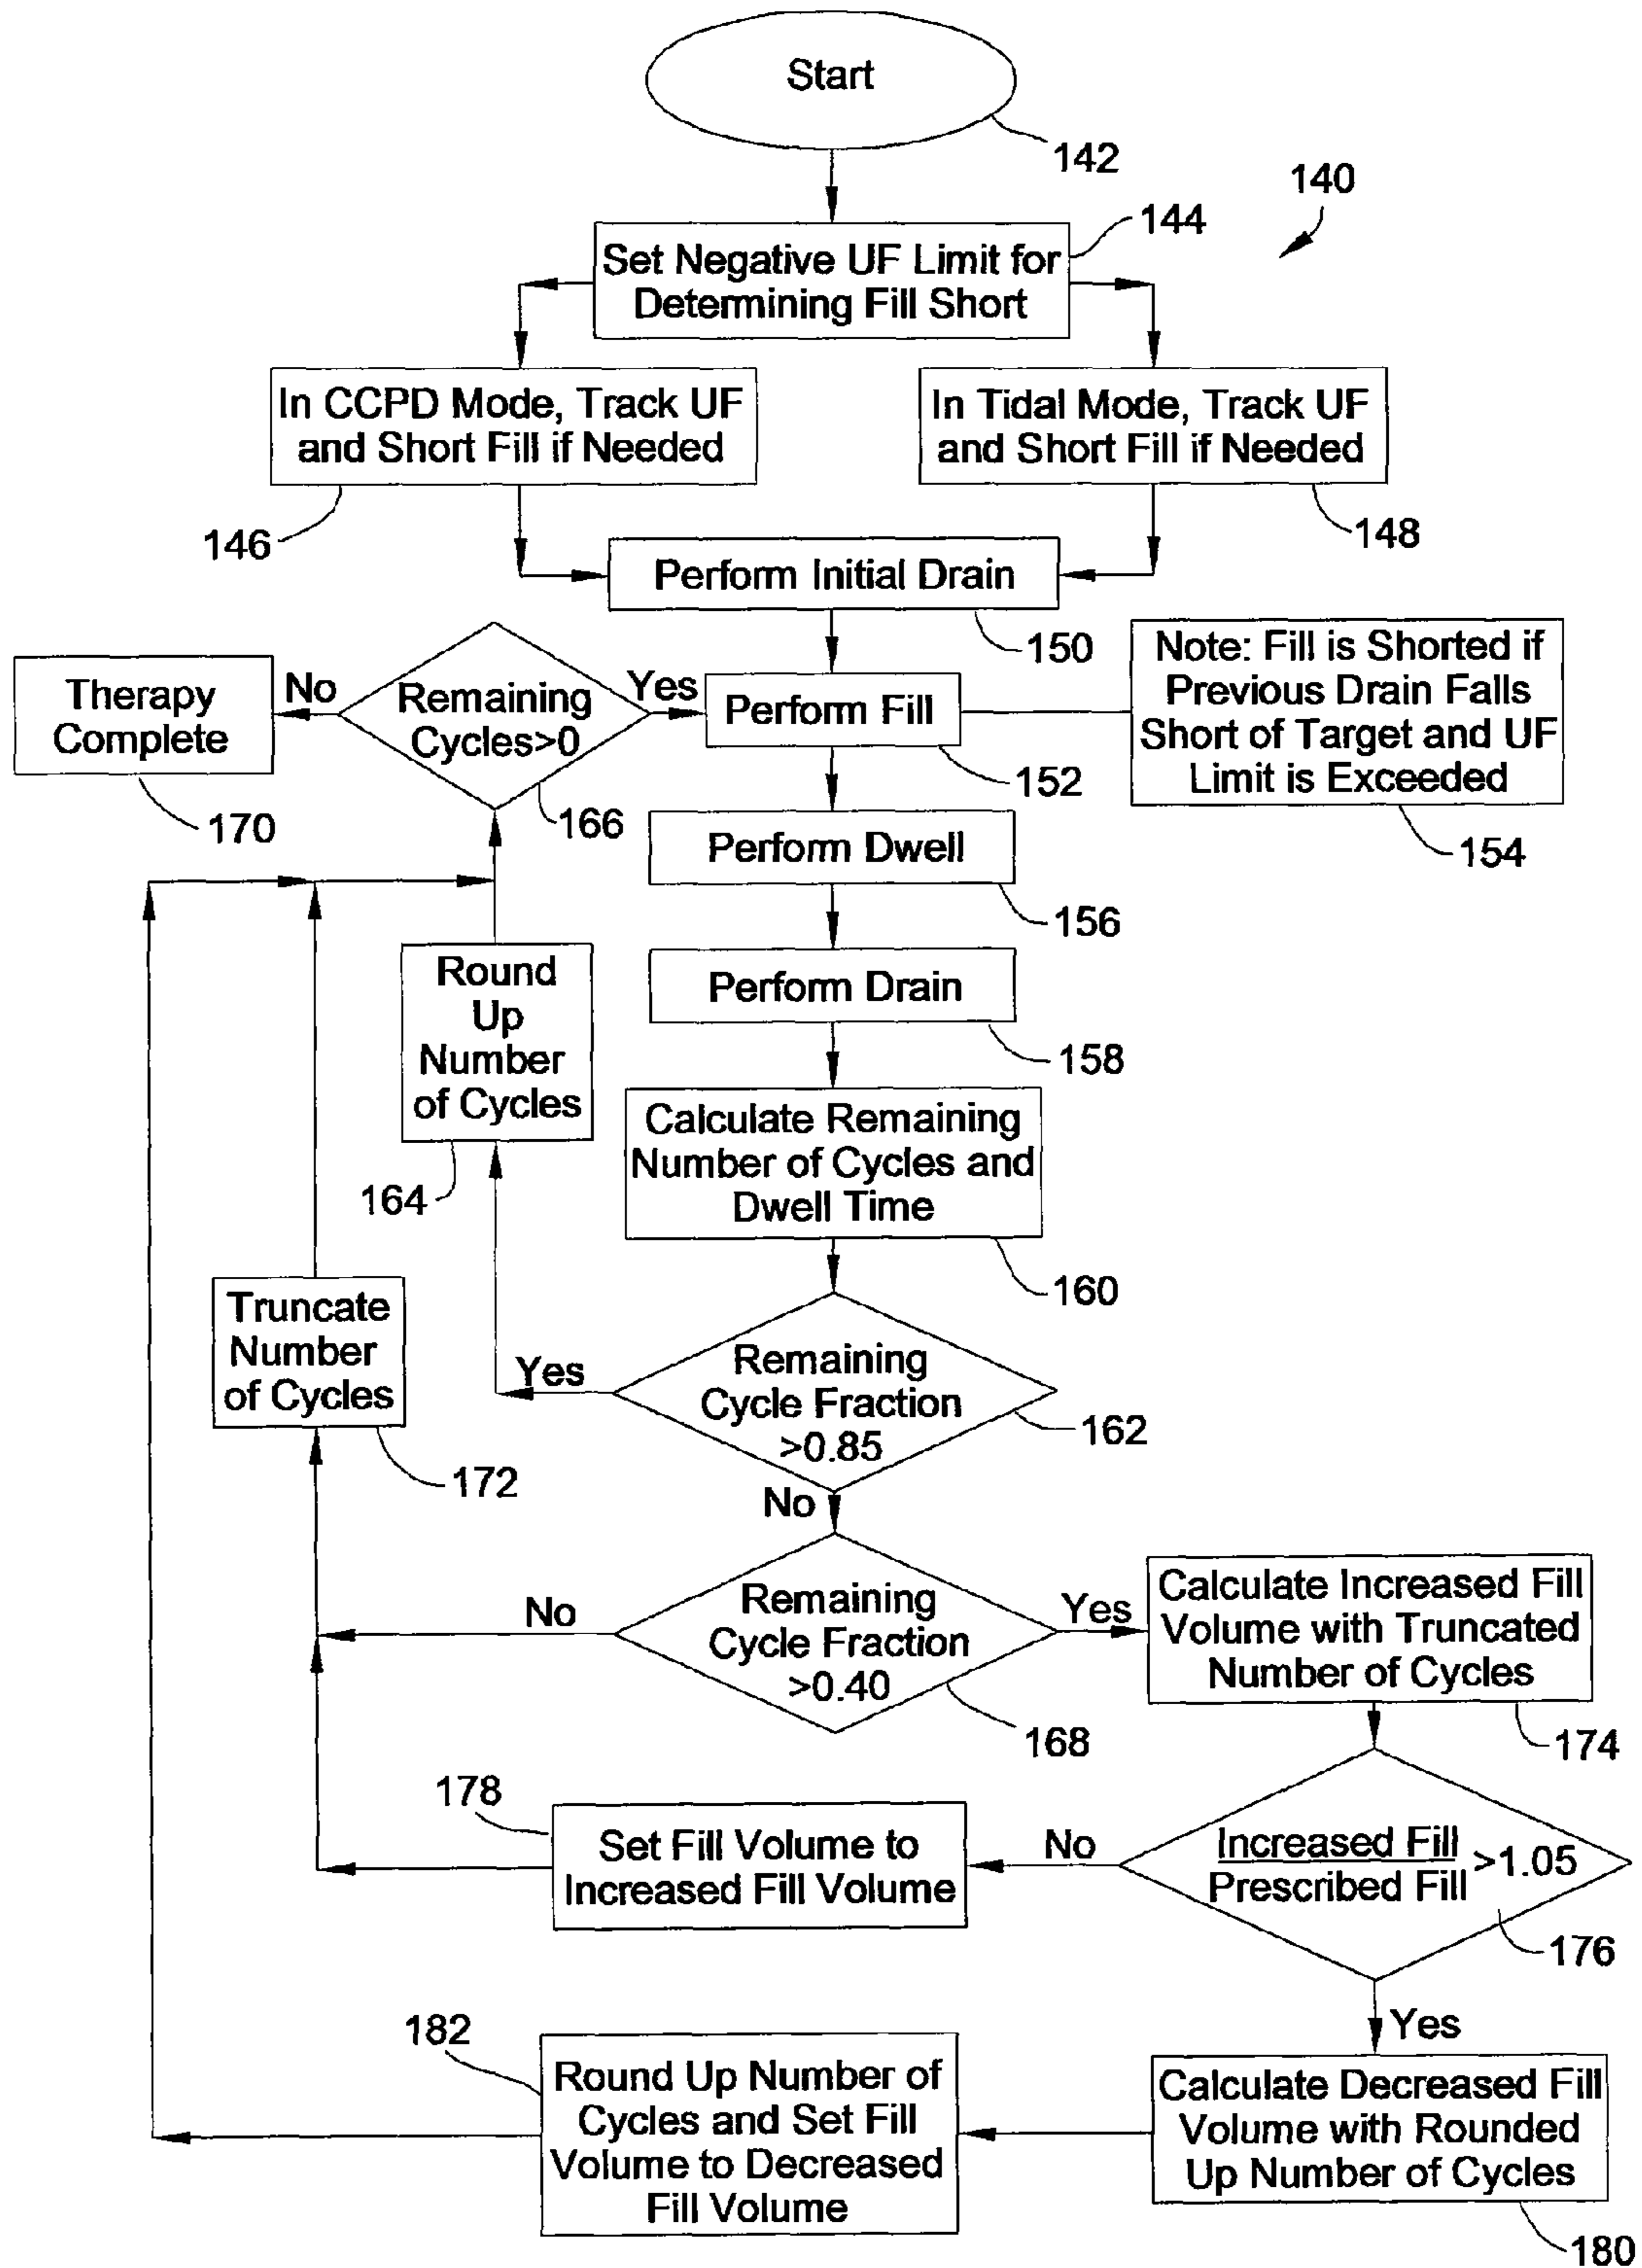 Start
142
140
144
Set Negative UF Limit for
Determining Fill Short
In CCPD Mode, Track UF
and Short Fill if Needed
In Tidal Mode, Track UF
and Short Fill if Needed
146
148
Perform Initial Drain
150
Note: Fill is Shorted if
Previous Drain Falls
Short of Target and UF
Limit is Exceeded
154
Therapy
Complete
170
No
Remaining
Cycles>0
166
Yes
Perform Fill
152
Perform Dwell
156
Perform Drain
158
Round
Up
Number
of Cycles
164
Calculate Remaining
Number of Cycles and
Dwell Time
160
Truncate
Number
of Cycles
172
Yes
Remaining
Cycle Fraction
>0.85
162
No
No
Remaining
Cycle Fraction
>0.40
168
Yes
Calculate Increased Fill
Volume with Truncated
Number of Cycles
174
178
Set Fill Volume to
Increased Fill Volume
No
Increased Fill
Prescribed Fill
>1.05
176
Yes
182
Round Up Number of
Cycles and Set Fill
Volume to Decreased
Fill Volume
Calculate Decreased Fill
Volume with Rounded
Up Number of Cycles
180